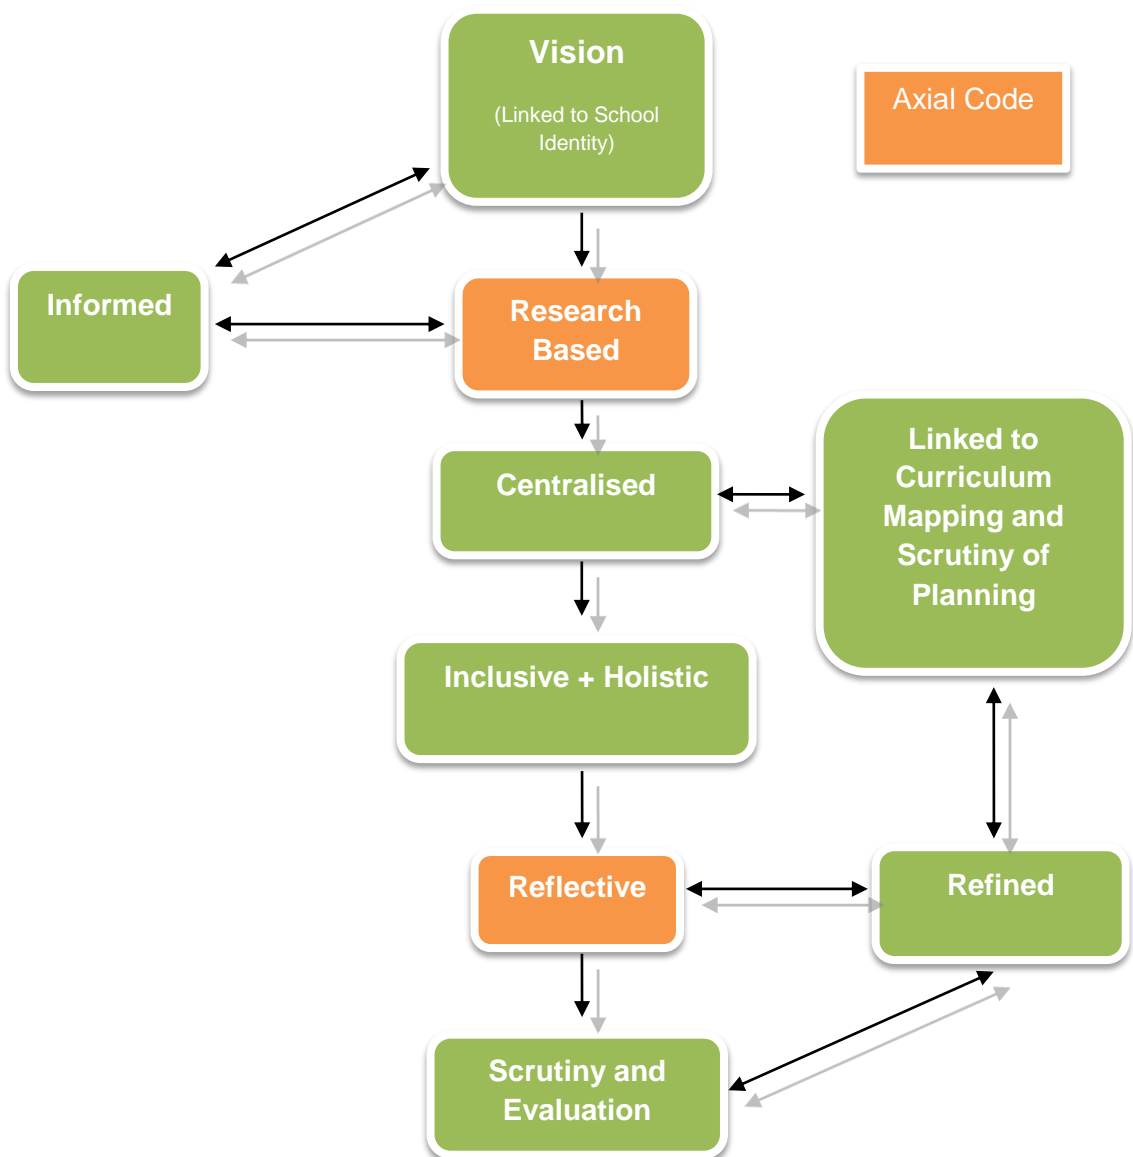 Vision
(Linked to School
Identity)
Axial Code
Informed
Research
Based
Centralised
Linked to
Curriculum
Mapping and
Scrutiny of
Planning
Inclusive + Holistic
Reflective
Refined
Scrutiny and
Evaluation